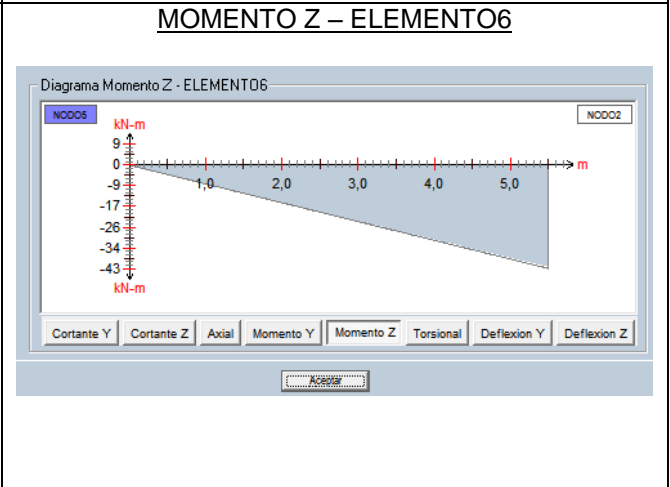 MOMENTO Z – ELEMENTO6
Diagrama Momento Z - ELEMENTO6
NODO5
NODO2
kN-m
9
0
-9
-17
-26
-34
-43
kN-m
1,0 2,0 3,0 4,0 5,0
m
Cortante Y Cortante Z Axial Momento Y Momento Z Torsional Deflexion Y Deflexion Z
Aceptar